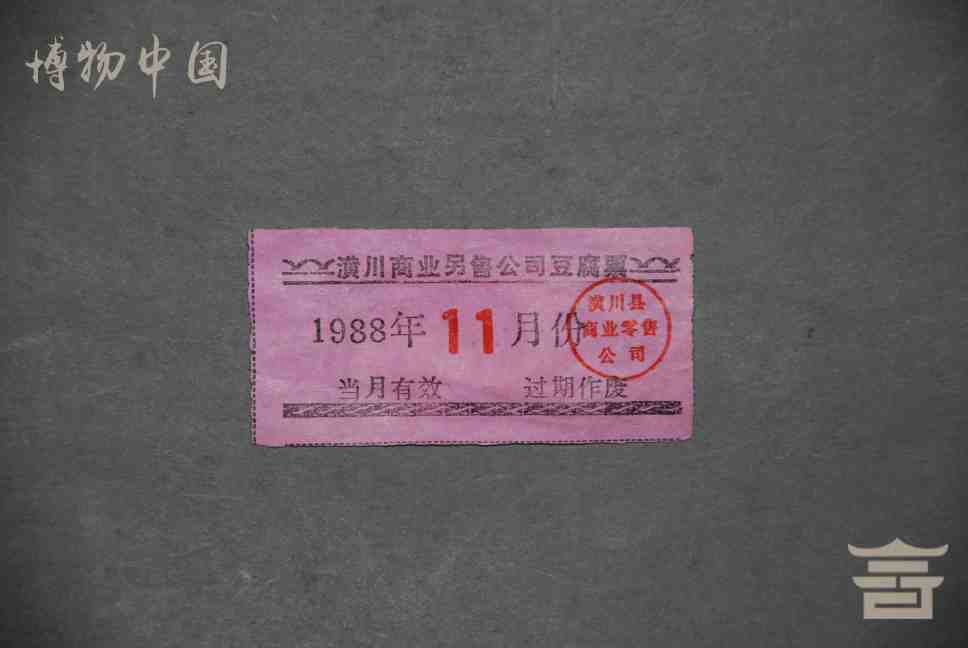 博物中国
潢川商业另售公司豆腐票
1988年 11 月份
潢川县
商业零售
公司
当月有效 过期作废